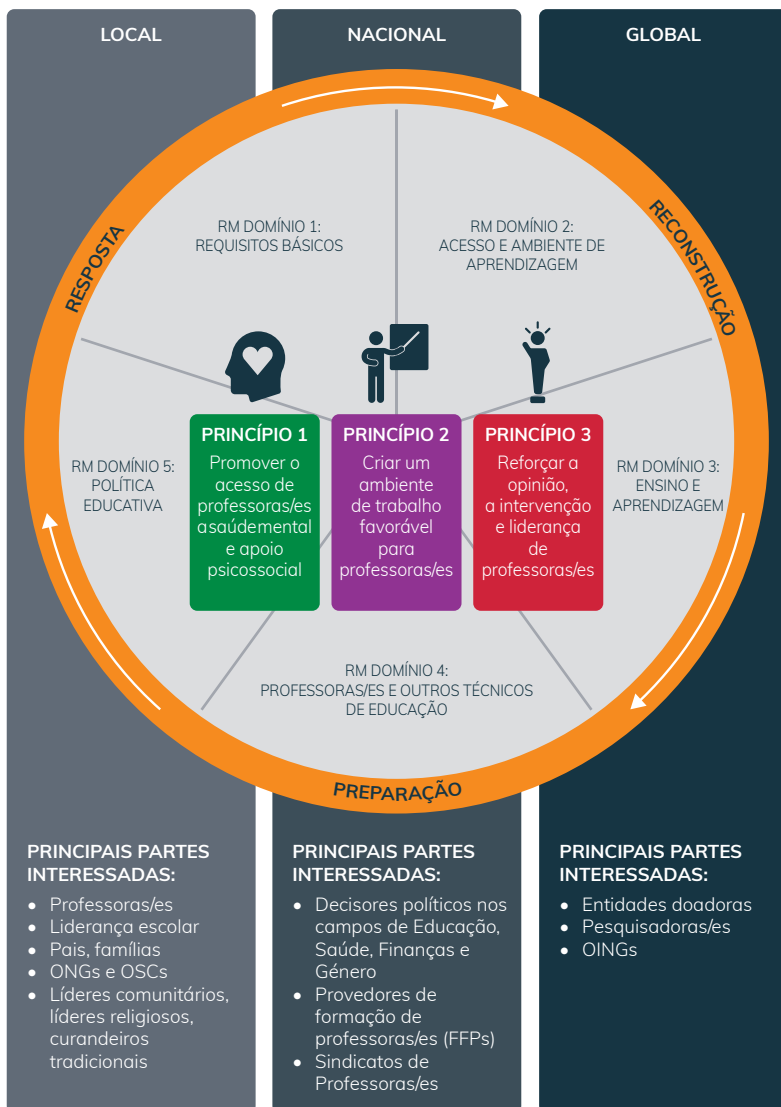 LOCAL
NACIONAL
GLOBAL
RESPOSTA
RECONSTRUÇÃO
RM DOMÍNIO 1:
REQUISITOS BÁSICOS
RM DOMÍNIO 2:
ACESSO E AMBIENTE DE
APRENDIZAGEM
RM DOMÍNIO 5:
POLÍTICA
EDUCATIVA
PRINCÍPIO 1
Promover o
acesso de
professoras/es
asaúdemental
e apoio
psicossocial
PRINCÍPIO 2
Criar um
ambiente
de trabalho
favorável
para
professoras/es
PRINCÍPIO 3
Reforçar a
opinião,
a intervenção
e liderança
de
professoras/es
RM DOMÍNIO 3:
ENSINO E
APRENDIZAGEM
RM DOMÍNIO 4:
PROFESSORAS/ES E OUTROS TÉCNICOS
DE EDUCAÇÃO
PREPARAÇÃO
PRINCIPAIS PARTES
INTERESSADAS:
• Professoras/es
• Liderança escolar
• Pais, famílias
• ONGs e OSCs
• Líderes comunitários,
líderes religiosos,
curandeiros
tradicionais
PRINCIPAIS PARTES
INTERESSADAS:
• Decisores políticos nos
campos de Educação,
Saúde, Finanças e
Género
• Provedores de
formação de
professoras/es (FFPs)
• Sindicatos de
Professoras/es
PRINCIPAIS PARTES
INTERESSADAS:
• Entidades doadoras
• Pesquisadoras/es
• OINGs